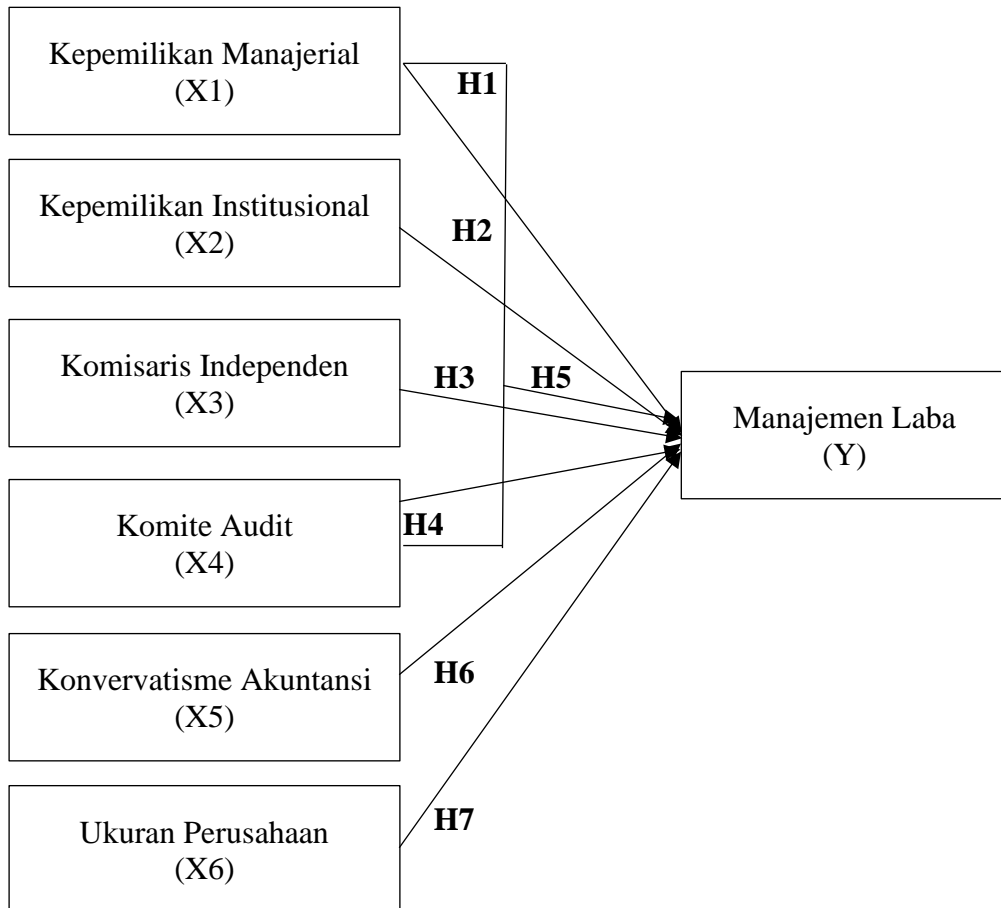 Kepemilikan Manajerial
(X1)
H1
Kepemilikan Institusional
(X2)
H2
Komisaris Independen
(X3)
H3
H5
Manajemen Laba
(Y)
Komite Audit
(X4)
H4
Konvervatisme Akuntansi
(X5)
H6
Ukuran Perusahaan
(X6)
H7